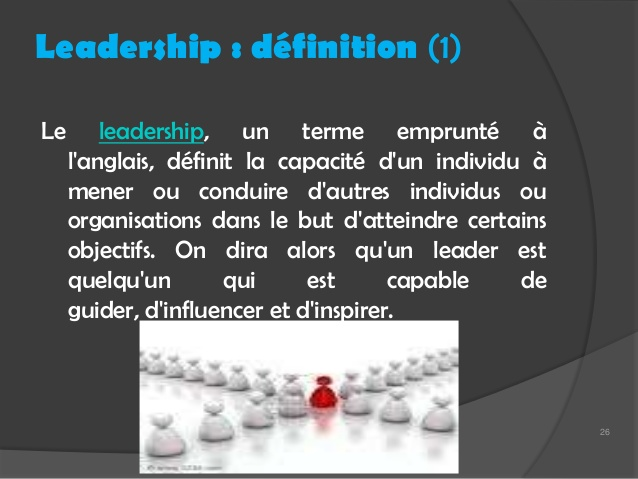 Leadership : définition (1)
Le leadership, un terme emprunté à
l'anglais, définit la capacité d'un individu à
mener ou conduire d'autres individus ou
organisations dans le but d'atteindre certains
objectifs. On dira alors qu'un leader est
quelqu'un qui est capable de
guider, d'influencer et d'inspirer.
26